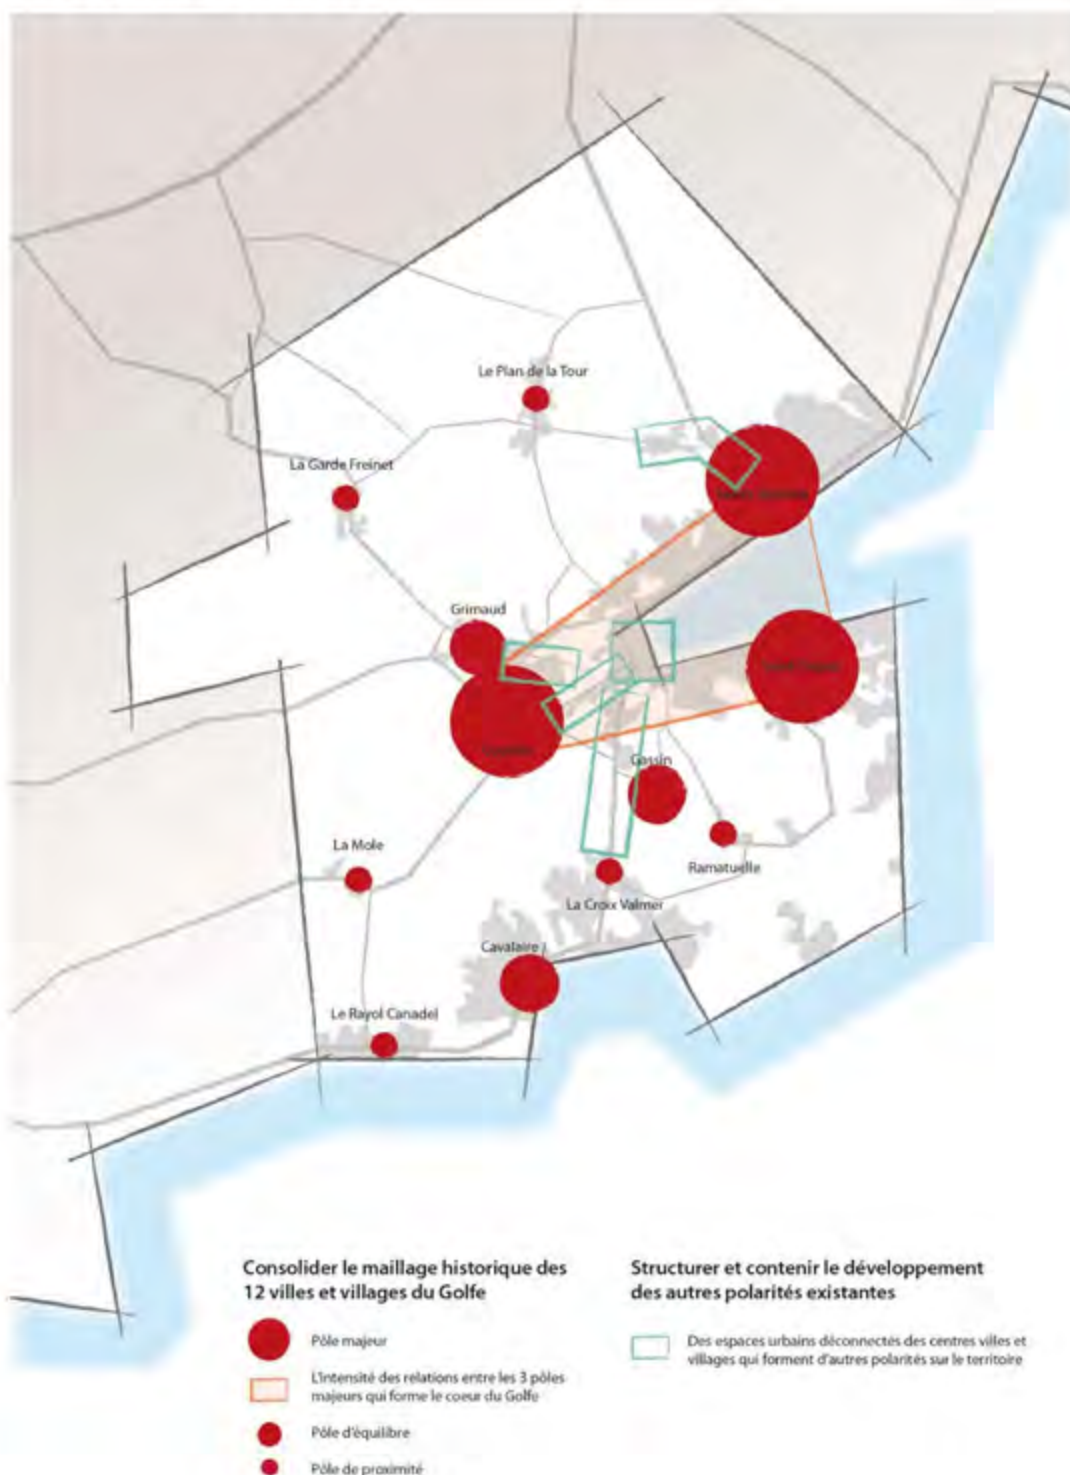 Le Plan de la Tour
La Garde Freinet
Grimaud
Gassin
La Mole
Ramatuelle
La Croix Valmer
Cavalaire
Le Rayol Canadel
Consolider le maillage historique des
12 villes et villages du Golfe
Pôle majeur
L'intensité des relations entre les 3 pôles
majeurs qui forme le coeur du Golfe
Pôle d'équilibre
Pôle de proximité
Structurer et contenir le développement
des autres polarités existantes
Des espaces urbains déconnectés des centres villes et
villages qui forment d'autres polarités sur le territoire